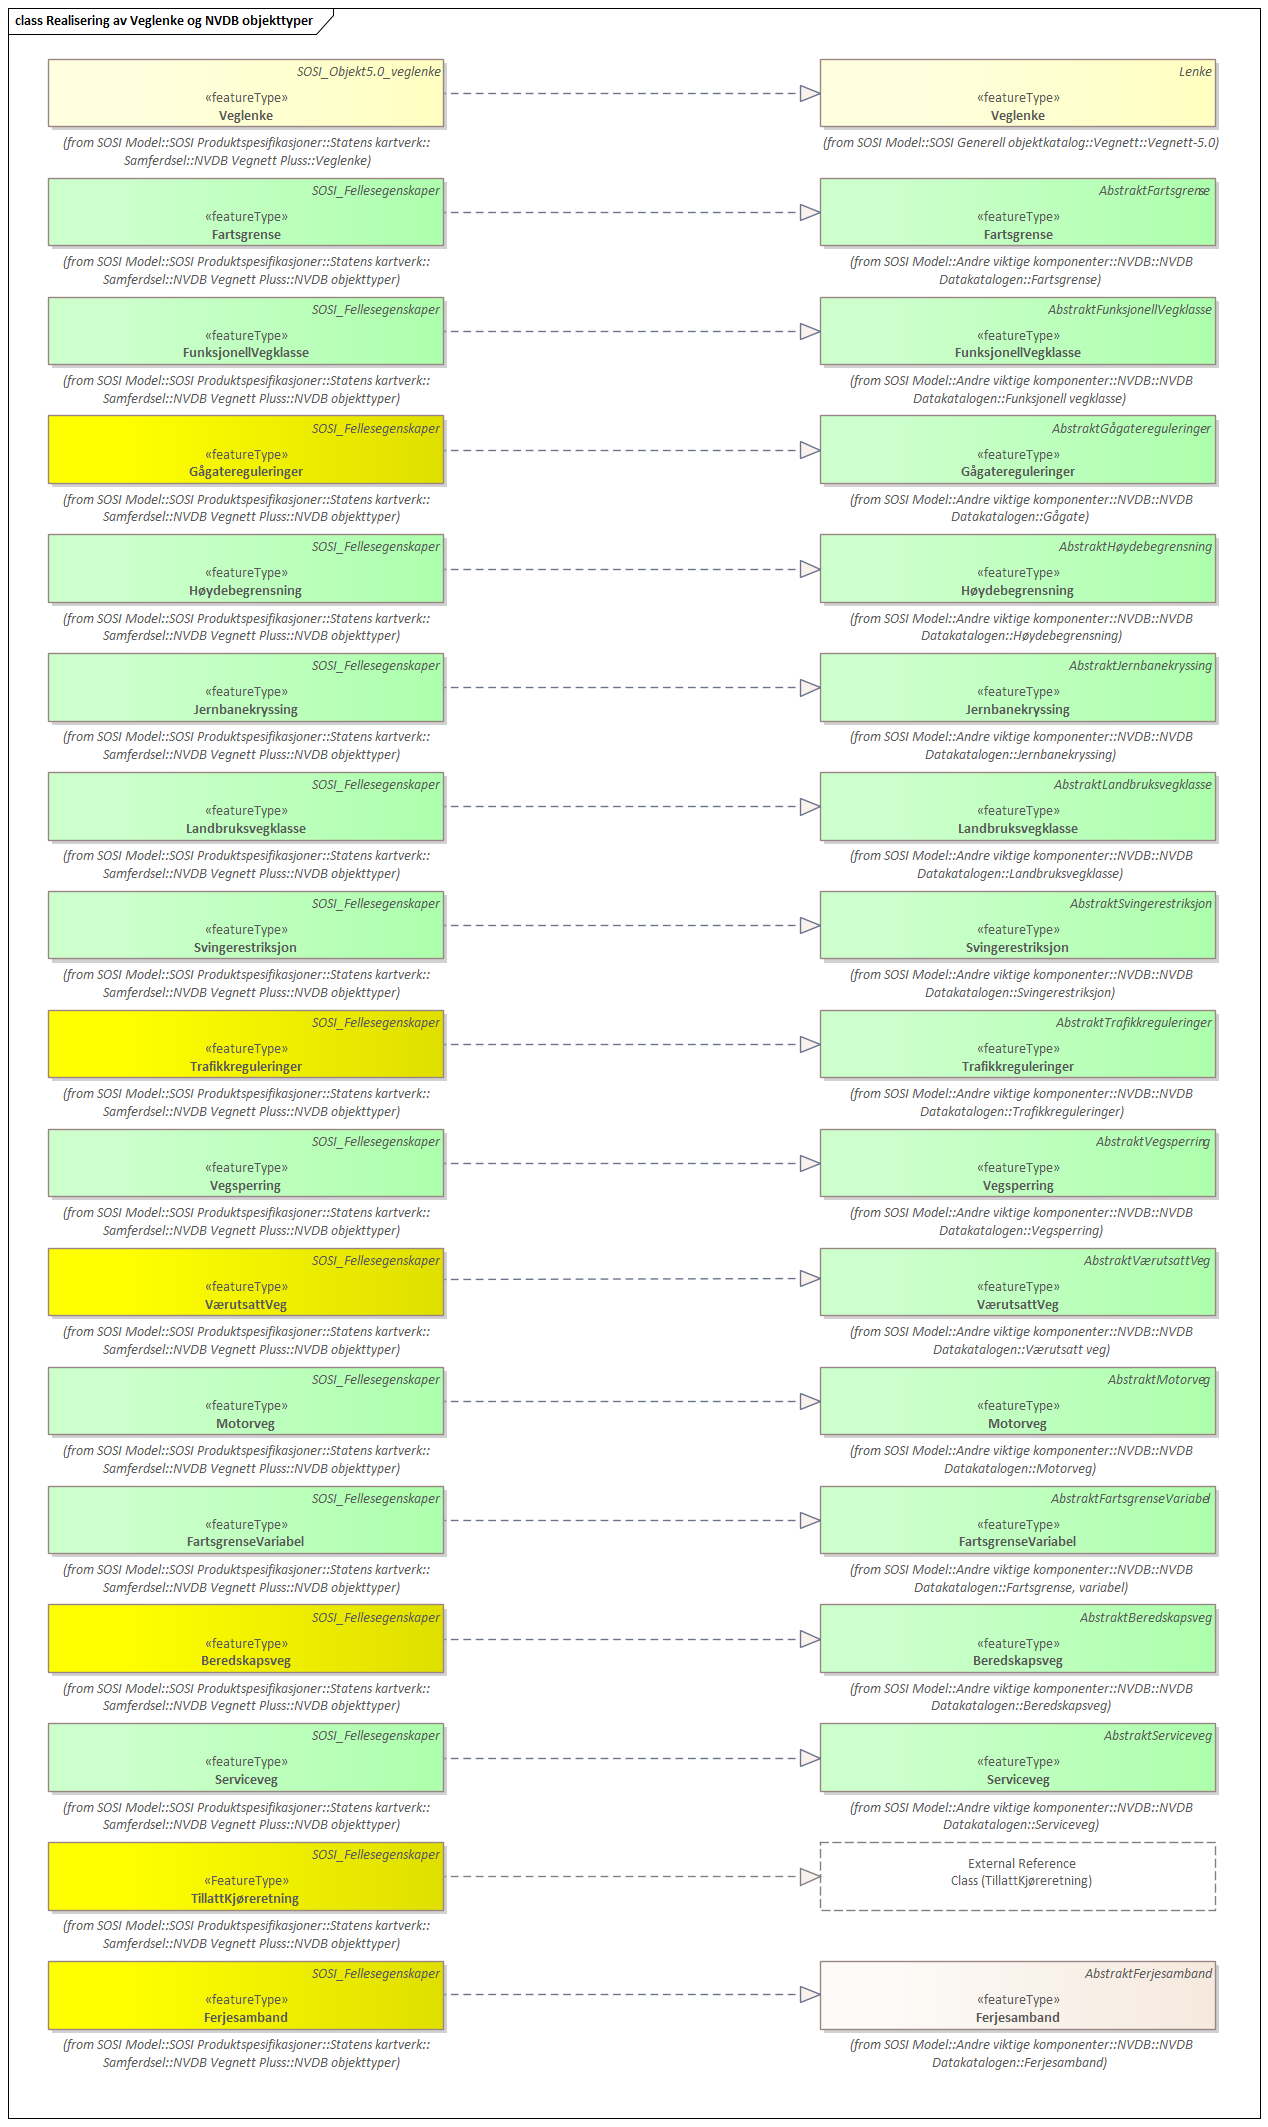 class Realisering av Veglenke og NVDB objekttyper
SOSI_Objekt5.0_veglenke
«featureType»
Veglenke
(from SOSI Model::SOSI Produktspesifikasjoner::Statens kartverk::
Samferdsel::NVDB Vegnett Pluss::Veglenke)
Lenke
«featureType»
Veglenke
(from SOSI Model::SOSI Generell objektkatalog::Vegnett::Vegnett-5.0)
SOSI_Fellesegenskaper
«featureType»
Fartsgrense
(from SOSI Model::SOSI Produktspesifikasjoner::Statens kartverk::
Samferdsel::NVDB Vegnett Pluss::NVDB objekttyper)
AbstraktFartsgrense
«featureType»
Fartsgrense
(from SOSI Model::Andre viktige komponenter::NVDB::NVDB
Datakatalogen::Fartsgrense)
SOSI_Fellesegenskaper
«featureType»
FunksjonellVegklasse
(from SOSI Model::SOSI Produktspesifikasjoner::Statens kartverk::
Samferdsel::NVDB Vegnett Pluss::NVDB objekttyper)
AbstraktFunksjonellVegklasse
«featureType»
FunksjonellVegklasse
(from SOSI Model::Andre viktige komponenter::NVDB::NVDB
Datakatalogen::Funksjonell vegklasse)
SOSI_Fellesegenskaper
«featureType»
Gågatereguleringer
(from SOSI Model::SOSI Produktspesifikasjoner::Statens kartverk::
Samferdsel::NVDB Vegnett Pluss::NVDB objekttyper)
AbstraktGågatereguleringer
«featureType»
Gågatereguleringer
(from SOSI Model::Andre viktige komponenter::NVDB::NVDB
Datakatalogen::Gågate)
SOSI_Fellesegenskaper
«featureType»
Høydebegrensning
(from SOSI Model::SOSI Produktspesifikasjoner::Statens kartverk::
Samferdsel::NVDB Vegnett Pluss::NVDB objekttyper)
AbstraktHøydebegrensning
«featureType»
Høydebegrensning
(from SOSI Model::Andre viktige komponenter::NVDB::NVDB
Datakatalogen::Høydebegrensning)
SOSI_Fellesegenskaper
«featureType»
Jernbanekryssing
(from SOSI Model::SOSI Produktspesifikasjoner::Statens kartverk::
Samferdsel::NVDB Vegnett Pluss::NVDB objekttyper)
AbstraktJernbanekryssing
«featureType»
Jernbanekryssing
(from SOSI Model::Andre viktige komponenter::NVDB::NVDB
Datakatalogen::Jernbanekryssing)
SOSI_Fellesegenskaper
«featureType»
Landbruksvegklasse
(from SOSI Model::SOSI Produktspesifikasjoner::Statens kartverk::
Samferdsel::NVDB Vegnett Pluss::NVDB objekttyper)
AbstraktLandbruksvegklasse
«featureType»
Landbruksvegklasse
(from SOSI Model::Andre viktige komponenter::NVDB::NVDB
Datakatalogen::Landbruksvegklasse)
SOSI_Fellesegenskaper
«featureType»
Svingerestriksjon
(from SOSI Model::SOSI Produktspesifikasjoner::Statens kartverk::
Samferdsel::NVDB Vegnett Pluss::NVDB objekttyper)
AbstraktSvingerestriksjon
«featureType»
Svingerestriksjon
(from SOSI Model::Andre viktige komponenter::NVDB::NVDB
Datakatalogen::Svingerestriksjon)
SOSI_Fellesegenskaper
«featureType»
Trafikkreguleringer
(from SOSI Model::SOSI Produktspesifikasjoner::Statens kartverk::
Samferdsel::NVDB Vegnett Pluss::NVDB objekttyper)
AbstraktTrafikkreguleringer
«featureType»
Trafikkreguleringer
(from SOSI Model::Andre viktige komponenter::NVDB::NVDB
Datakatalogen::Trafikkreguleringer)
SOSI_Fellesegenskaper
«featureType»
Vegsperring
(from SOSI Model::SOSI Produktspesifikasjoner::Statens kartverk::
Samferdsel::NVDB Vegnett Pluss::NVDB objekttyper)
AbstraktVegsperring
«featureType»
Vegsperring
(from SOSI Model::Andre viktige komponenter::NVDB::NVDB
Datakatalogen::Vegsperring)
SOSI_Fellesegenskaper
«featureType»
VærutsattVeg
(from SOSI Model::SOSI Produktspesifikasjoner::Statens kartverk::
Samferdsel::NVDB Vegnett Pluss::NVDB objekttyper)
AbstraktVærutsattVeg
«featureType»
VærutsattVeg
(from SOSI Model::Andre viktige komponenter::NVDB::NVDB
Datakatalogen::Værutsatt veg)
SOSI_Fellesegenskaper
«featureType»
Motorveg
(from SOSI Model::SOSI Produktspesifikasjoner::Statens kartverk::
Samferdsel::NVDB Vegnett Pluss::NVDB objekttyper)
AbstraktMotorveg
«featureType»
Motorveg
(from SOSI Model::Andre viktige komponenter::NVDB::NVDB
Datakatalogen::Motorveg)
SOSI_Fellesegenskaper
«featureType»
FartsgrenseVariabel
(from SOSI Model::SOSI Produktspesifikasjoner::Statens kartverk::
Samferdsel::NVDB Vegnett Pluss::NVDB objekttyper)
AbstraktFartsgrenseVariabel
«featureType»
FartsgrenseVariabel
(from SOSI Model::Andre viktige komponenter::NVDB::NVDB
Datakatalogen::Fartsgrense, variabel)
SOSI_Fellesegenskaper
«featureType»
Beredskapsveg
(from SOSI Model::SOSI Produktspesifikasjoner::Statens kartverk::
Samferdsel::NVDB Vegnett Pluss::NVDB objekttyper)
AbstraktBeredskapsveg
«featureType»
Beredskapsveg
(from SOSI Model::Andre viktige komponenter::NVDB::NVDB
Datakatalogen::Beredskapsveg)
SOSI_Fellesegenskaper
«featureType»
Serviceveg
(from SOSI Model::SOSI Produktspesifikasjoner::Statens kartverk::
Samferdsel::NVDB Vegnett Pluss::NVDB objekttyper)
AbstraktServiceveg
«featureType»
Serviceveg
(from SOSI Model::Andre viktige komponenter::NVDB::NVDB
Datakatalogen::Serviceveg)
SOSI_Fellesegenskaper
«FeatureType»
TillattKjøreretning
(from SOSI Model::SOSI Produktspesifikasjoner::Statens kartverk::
Samferdsel::NVDB Vegnett Pluss::NVDB objekttyper)
External Reference
Class (TillattKjøreretning)
SOSI_Fellesegenskaper
«featureType»
Ferjesamband
(from SOSI Model::SOSI Produktspesifikasjoner::Statens kartverk::
Samferdsel::NVDB Vegnett Pluss::NVDB objekttyper)
AbstraktFerjesamband
«featureType»
Ferjesamband
(from SOSI Model::Andre viktige komponenter::NVDB::NVDB
Datakatalogen::Ferjesamband)